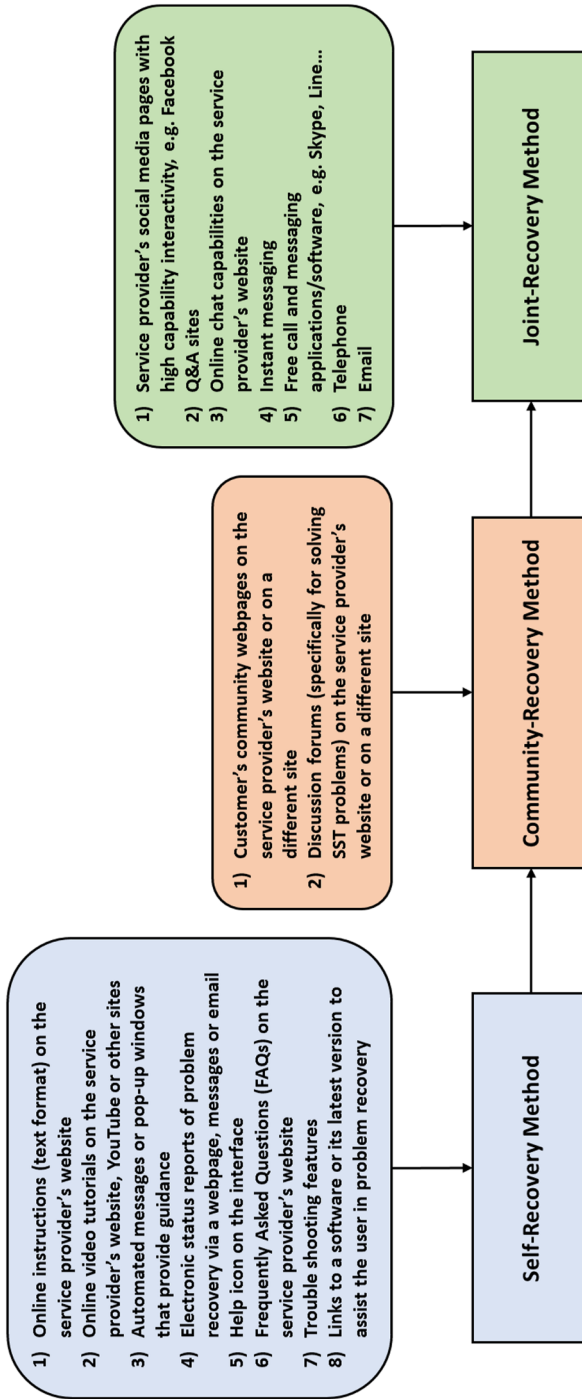 1) Online instructions (text format) on the
service provider's website
2) Online video tutorials on the service
provider's website, YouTube or other sites
3) Automated messages or pop-up windows
that provide guidance
4) Electronic status reports of problem
recovery via a webpage, messages or email
5) Help icon on the interface
6) Frequently Asked Questions (FAQs) on the
service provider's website
7) Trouble shooting features
8) Links to a software or its latest version to
assist the user in problem recovery
Self-Recovery Method
1) Customer's community webpages on the
service provider's website or on a
different site
2) Discussion forums (specifically for solving
SST problems) on the service provider's
website or on a different site
Community-Recovery Method
1) Service provider's social media pages with
high capability interactivity, e.g. Facebook
2) Q&A sites
3) Online chat capabilities on the service
provider's website
4) Instant messaging
5) Free call and messaging
applications/software, e.g. Skype, Line...
6) Telephone
7) Email
Joint-Recovery Method